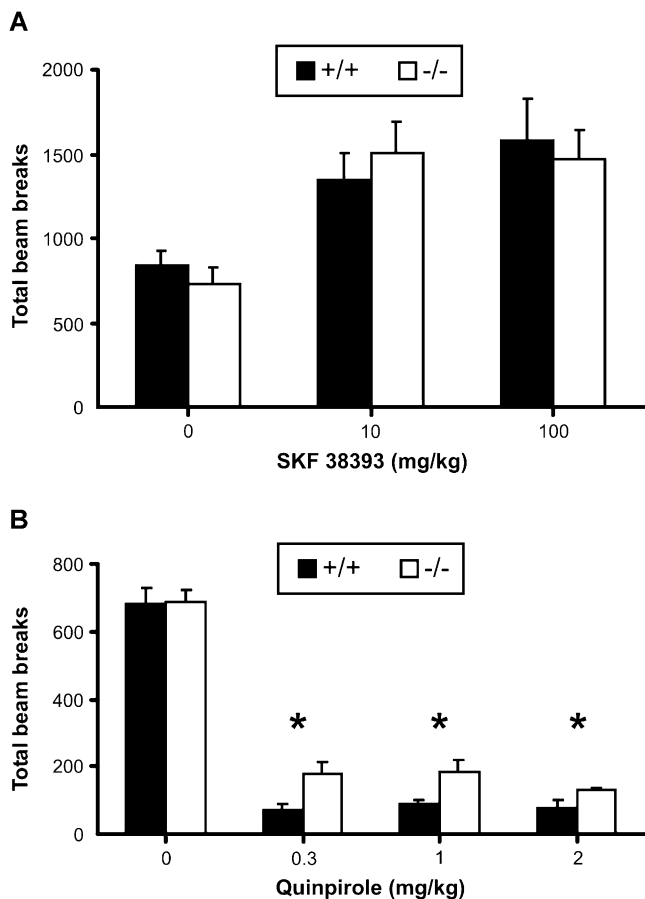 A
+/+ -/-
2000
1500
1000
500
0
Total beam breaks
0 10 100
SKF 38393 (mg/kg)
B
+/+ -/-
800
600
400
200
0
Total beam breaks
* * *
0 0.3 1 2
Quinpirole (mg/kg)